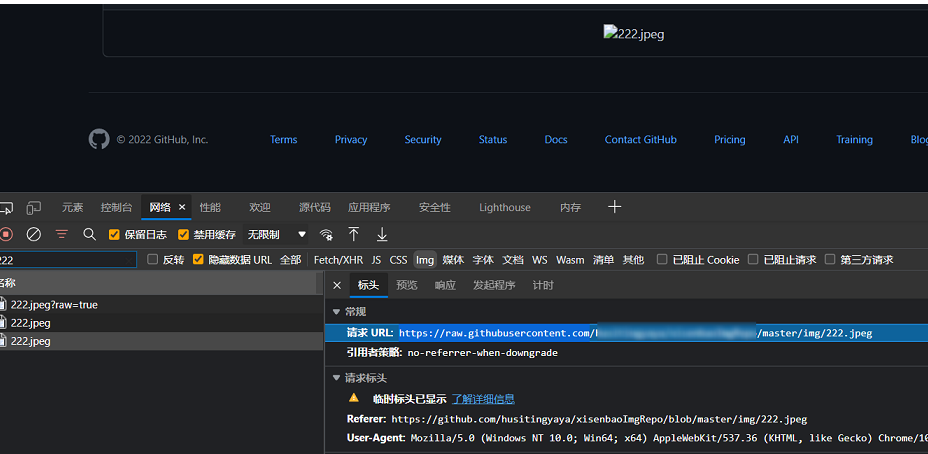 222.jpeg
© 2022 GitHub, Inc. Terms Privacy Security Status Docs Contact GitHub Pricing API Training Blog
元素 控制台 网络 × 性能 欢迎 源代码 应用程序 安全性 Lighthouse 内存 +
保留日志 禁用缓存 无限制
222 反转 隐藏数据 URL 全部 Fetch/XHR JS CSS Img 媒体 字体 文档 WS Wasm 清单 其他 已阻止 Cookie 已阻止请求 第三方请求
名称
× 标头 预览 响应 发起程序 计时
222.jpeg?raw=true
222.jpeg
222.jpeg
常规
请求 URL: https://raw.githubusercontent.com/ /master/img/222.jpeg
引用者策略: no-referrer-when-downgrade
请求标头
临时标头已显示 了解详细信息
Referer: https://github.com/husitingyaya/xisenbaoImgRepo/blob/master/img/222.jpeg
User-Agent: Mozilla/5.0 (Windows NT 10.0; Win64; x64) AppleWebKit/537.36 (KHTML, like Gecko) Chrome/10